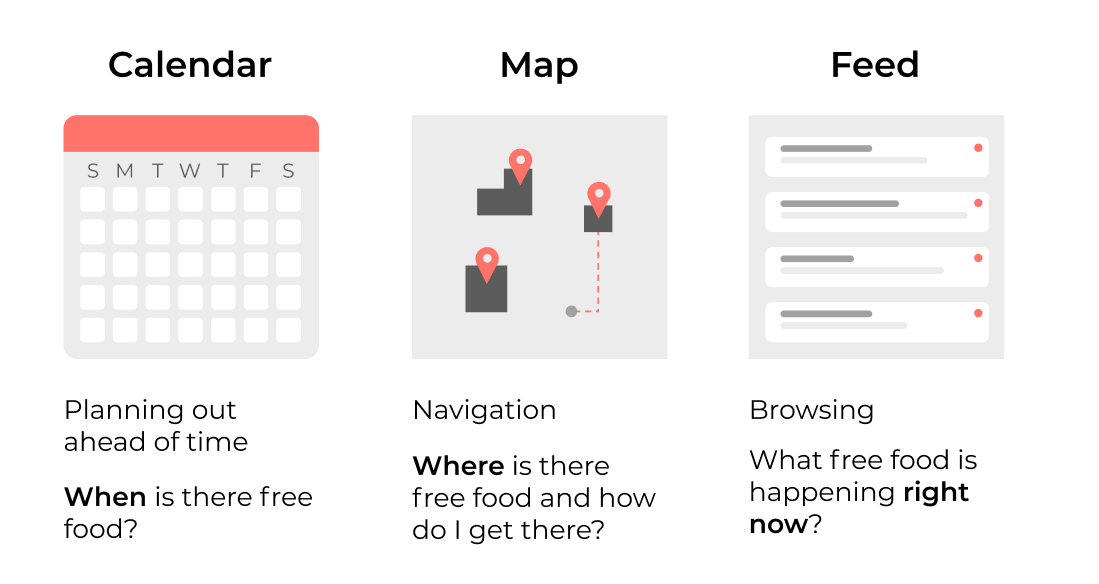 Calendar
S M T W T F S
Planning out
ahead of time
When is there free
food?
Map
Navigation
Where is there
free food and how
do I get there?
Feed
Browsing
What free food is
happening right
now?